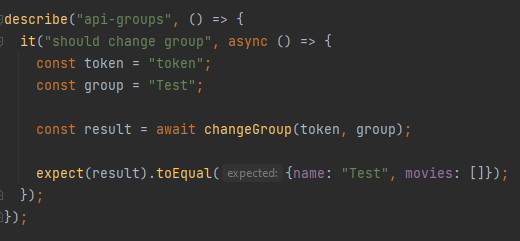 describe("api-groups", () => {
it("should change group", async () => {
const token = "token";
const group = "Test";
const result = await changeGroup(token, group);
expect(result).toEqual( expected: {name: "Test", movies: []});
});
});